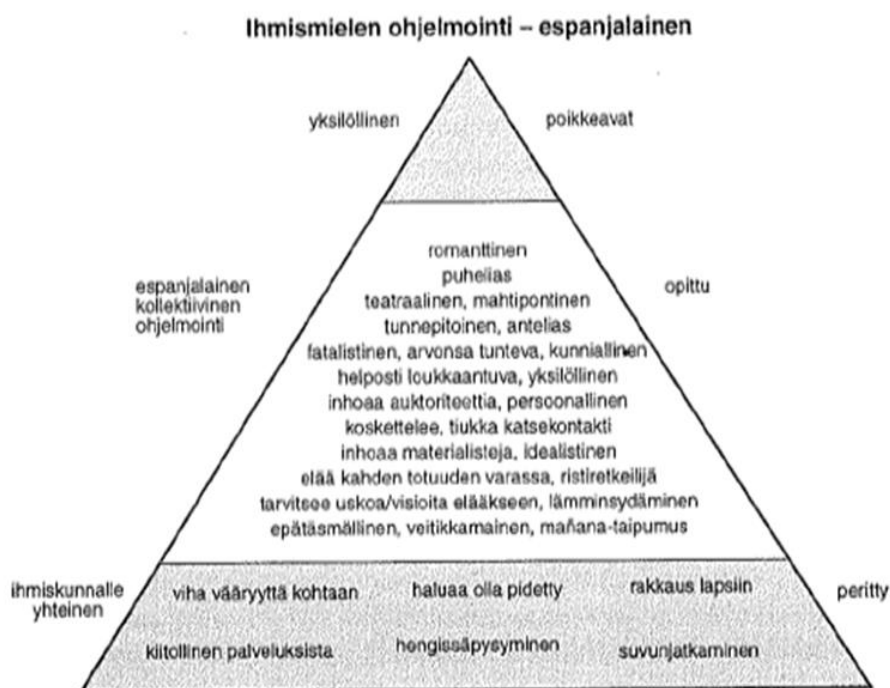 Ihmismielen ohjelmointi – espanjalainen
yksilöllinen
poikkeavat
romanttinen
puhelias
teatraalinen, mahtipontinen
tunnepitoinen, antelias
fatalistinen, arvonsa tunteva, kunniallinen
helposti loukkaantuva, yksilöllinen
inhoaa auktoriteettia, persoonallinen
koskettelee, tiukka katsekontakti
inhoaa materialisteja, idealistinen
elää kahden totuuden varassa, ristiretkeilijä
tarvitsee uskoa/visioita elääkseen, lämminsydäminen
epätäsmällinen, veitikkamainen, mañana-taipumus
espanjalainen
kollektiivinen
ohjelmointi
opittu
ihmiskunnalle
yhteinen
viha vääryyttä kohtaan
haluaa olla pidetty
rakkaus lapsiin
peritty
kiitollinen palveluksista
hengissäpysyminen
suvunjatkaminen